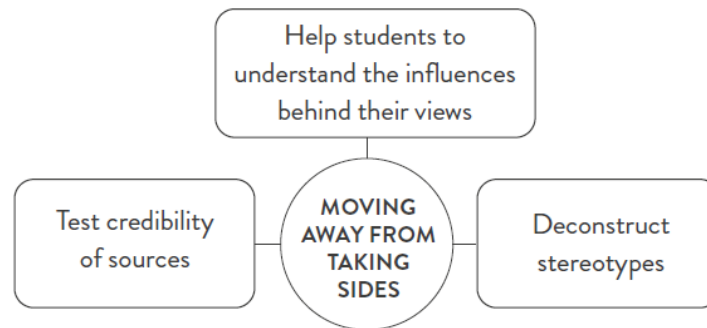 Help students to
understand the influences
behind their views
Test credibility
of sources
MOVING
AWAY FROM
TAKING
SIDES
Deconstruct
stereotypes